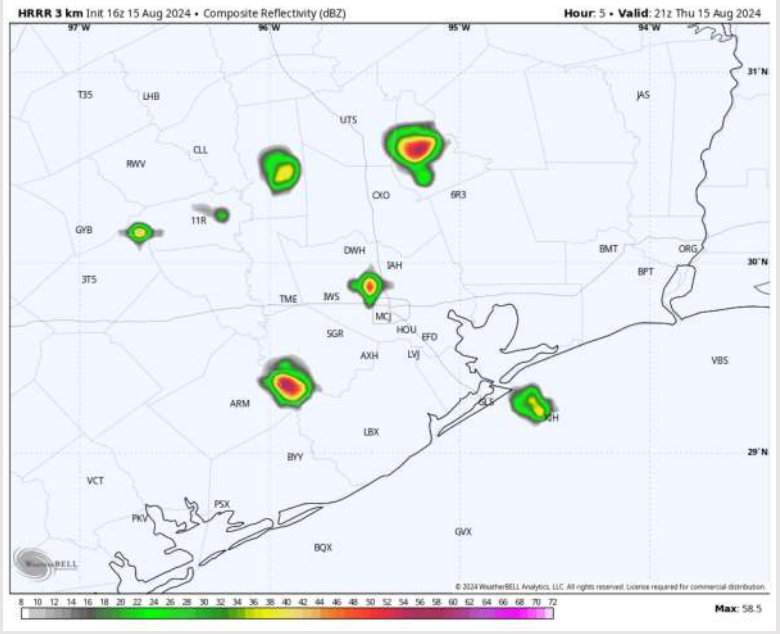 HRRR 3 km Init 16z 15 Aug 2024 • Composite Reflectivity (dBZ) Hour: 5 • Valid: 21z Thu 15 Aug 2024
97°W 96°W 95°W 94°W
31°N
T35 LHB JAS
UTS
CLL
RWV
CXO 6R3
11R
GYB
DWH BMT ORG
IAH 30°N
BPT
3T5
TME IWS
MCJ
SGR HOU EFD
AXH LVJ VBS
ARM GLS
LBX
BYY 29°N
VCT
PSX
PKV
GVX
BQX
WeatherBELL
© 2024 WeatherBELL Analytics, LLC. All rights reserved. License required for commercial distribution.
8 10 12 14 16 18 20 22 24 26 28 30 32 34 36 38 40 42 44 46 48 50 52 54 56 58 60 62 64 66 68 70 72
Max: 58.5